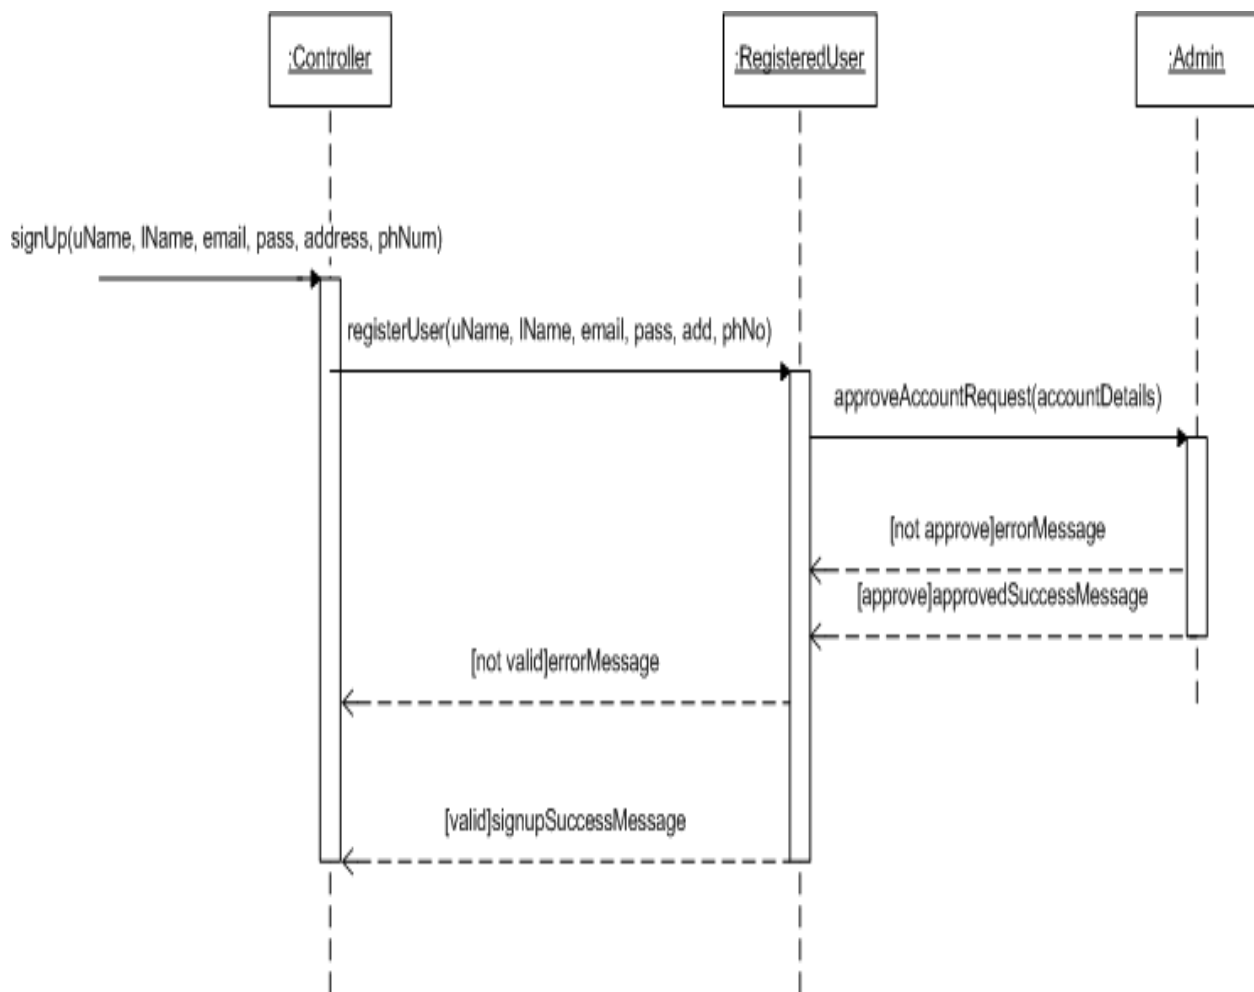 :Controller
:RegisteredUser
:Admin
signUp(uName, lName, email, pass, address, phNum)
registerUser(uName, lName, email, pass, add, phNo)
approveAccountRequest(accountDetails)
[not approve]errorMessage
[approve]approvedSuccessMessage
[not valid]errorMessage
[valid]signupSuccessMessage